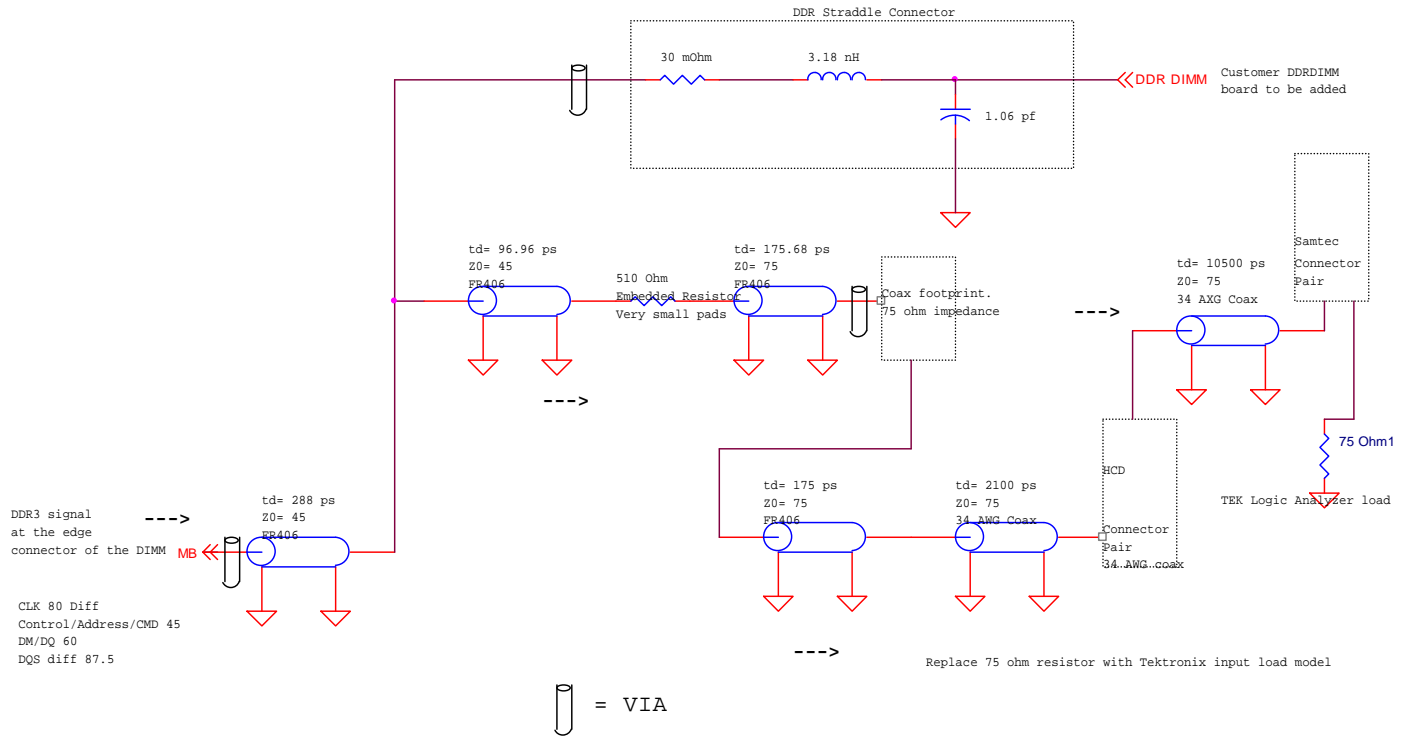 DDR Straddle Connector
30 mOhm
3.18 nH
DDR DIMM
Customer DDRDIMM
board to be added
1.06 pf
td= 96.96 ps
Z0= 45
FR406
510 Ohm
Embedded Resistor
Very small pads
td= 175.68 ps
Z0= 75
FR406
Coax footprint.
75 ohm impedance
--->
td= 10500 ps
Z0= 75
34 AXG Coax
Samtec
Connector
Pair
--->
75 Ohm1
TEK Logic Analyzer load
HCD
Connector
Pair
34 AWG coax
td= 175 ps
Z0= 75
FR406
td= 2100 ps
Z0= 75
34 AWG Coax
td= 288 ps
Z0= 45
FR406
DDR3 signal
at the edge
connector of the DIMM
--->
MB
CLK 80 Diff
Control/Address/CMD 45
DM/DQ 60
DQS diff 87.5
--->
Replace 75 ohm resistor with Tektronix input load model
= VIA